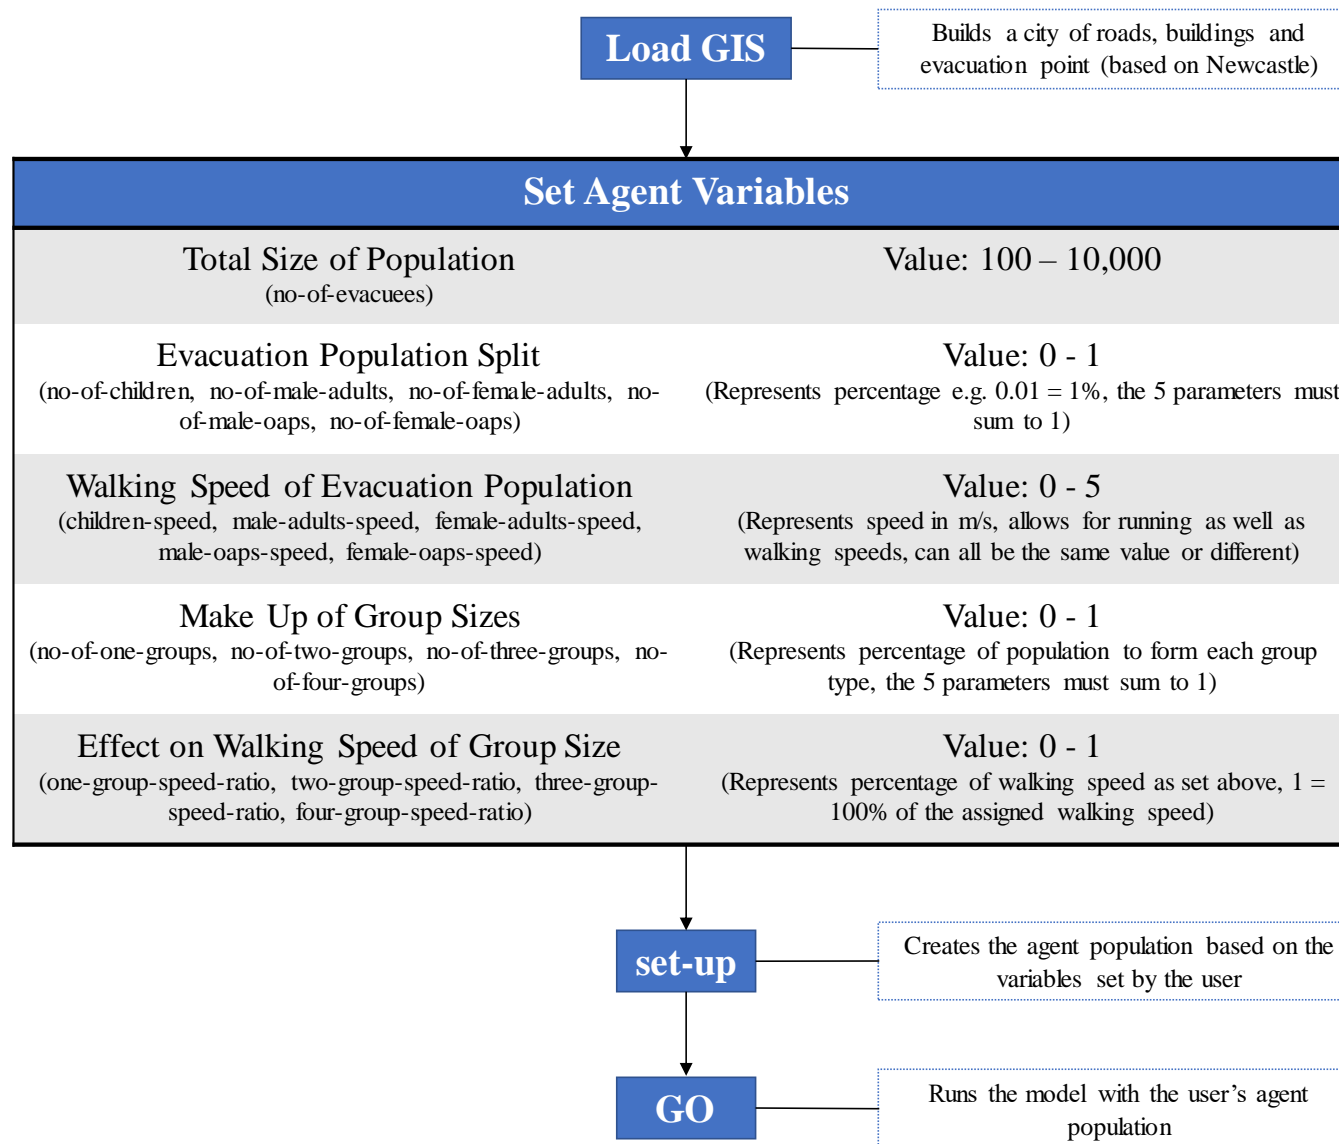 Load GIS
Builds a city of roads, buildings and
evacuation point (based on Newcastle)
Set Agent Variables
Total Size of Population
(no-of-evacuees)
Value: 100 – 10,000
Evacuation Population Split
(no-of-children, no-of-male-adults, no-of-female-adults, no-
of-male-oaps, no-of-female-oaps)
Value: 0 - 1
(Represents percentage e.g. 0.01 = 1%, the 5 parameters must
sum to 1)
Walking Speed of Evacuation Population
(children-speed, male-adults-speed, female-adults-speed,
male-oaps-speed, female-oaps-speed)
Value: 0 - 5
(Represents speed in m/s, allows for running as well as
walking speeds, can all be the same value or different)
Make Up of Group Sizes
(no-of-one-groups, no-of-two-groups, no-of-three-groups, no-
of-four-groups)
Value: 0 - 1
(Represents percentage of population to form each group
type, the 5 parameters must sum to 1)
Effect on Walking Speed of Group Size
(one-group-speed-ratio, two-group-speed-ratio, three-group-
speed-ratio, four-group-speed-ratio)
Value: 0 - 1
(Represents percentage of walking speed as set above, 1 =
100% of the assigned walking speed)
set-up
Creates the agent population based on the
variables set by the user
GO
Runs the model with the user’s agent
population